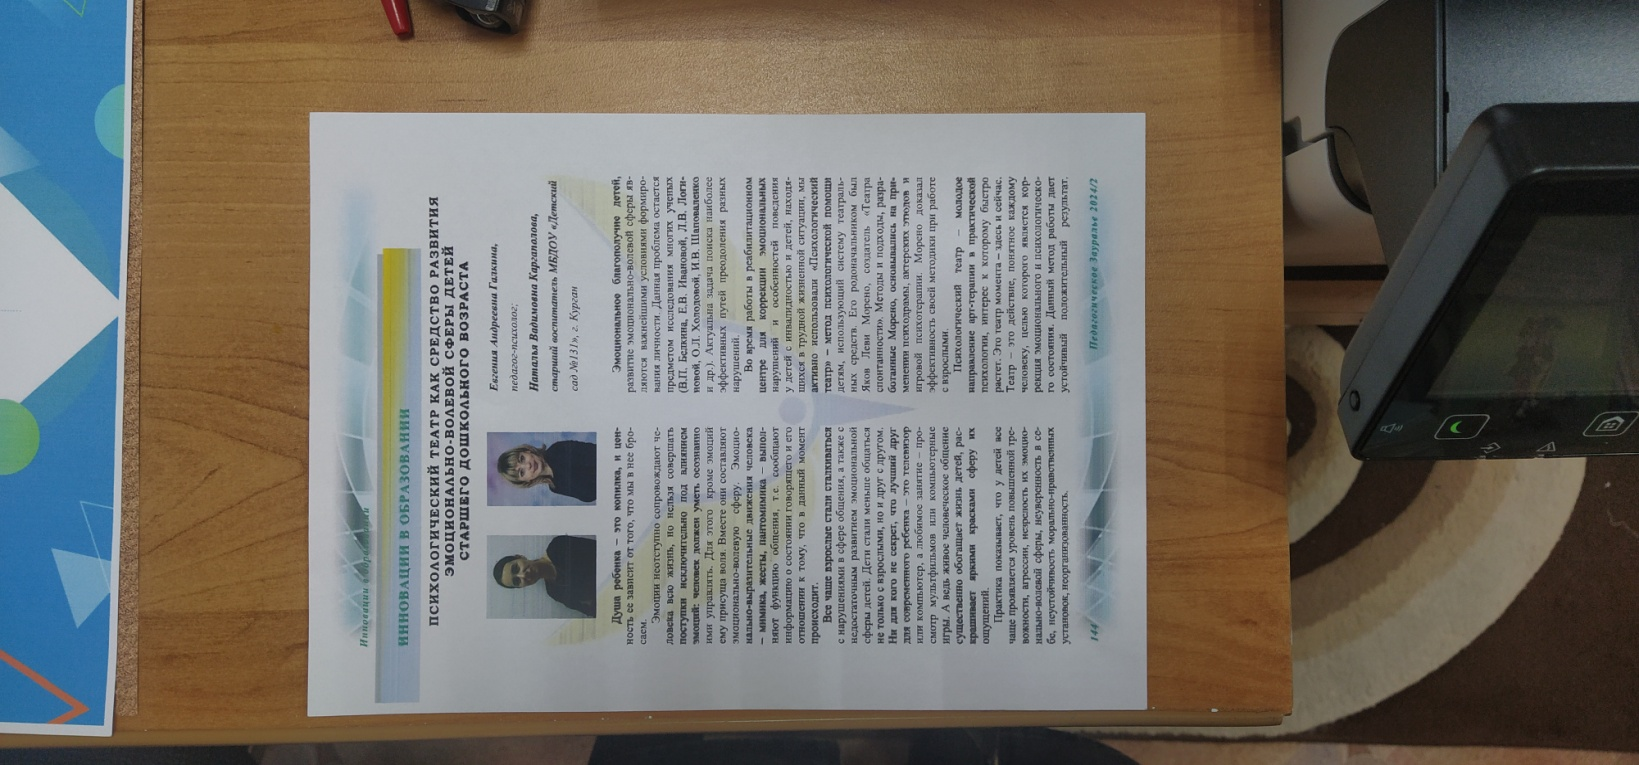 Инновации в образовании
ИННОВАЦИИ В ОБРАЗОВАНИИ
ПСИХОЛОГИЧЕСКИЙ ТЕАТР КАК СРЕДСТВО РАЗВИТИЯ
ЭМОЦИОНАЛЬНО-ВОЛЕВОЙ СФЕРЫ ДЕТЕЙ
СТАРШЕГО ДОШКОЛЬНОГО ВОЗРАСТА
Евгения Андреевна Галкина,
педагог-психолог;
Наталья Владимировна Каргаполова,
старший воспитатель МБДОУ «Детский
сад №131», г. Курган
Душа ребенка – это копилка, и цен-
ность ее зависит от того, что мы в нее бро-
саем.
Эмоции неотступно сопровождают че-
ловека всю жизнь, но нельзя совершать
поступки исключительно под влиянием
эмоций: человек должен уметь осознанно
ими управлять. Для этого кроме эмоций
ему присуща воля. Вместе они составляют
эмоционально-волевую сферу. Эмоцио-
нально-выразительные движения человека
– мимика, жесты, пантомимика – выпол-
няют функцию общения, т.е. сообщают
информацию о состоянии говорящего и его
отношении к тому, что в данный момент
происходит.
Все чаще взрослые стали сталкиваться
с нарушениями в сфере общения, а также с
недостаточным развитием эмоциональной
сферы детей. Дети стали меньше общаться
не только с взрослыми, но и друг с другом.
Ни для кого не секрет, что лучший друг
для современного ребенка – это телевизор
или компьютер, а любимое занятие – про-
смотр мультфильмов или компьютерные
игры. А ведь живое человеческое общение
существенно обогащает жизнь детей, рас-
крашивает яркими красками сферу их
ощущений.
Практика показывает, что у детей все
чаще проявляется уровень повышенной тре-
вожности, агрессии, незрелость их эмоцио-
нально-волевой сферы, неуверенность в се-
бе, неустойчивость морально-нравственных
установок, неорганизованность.
Эмоциональное благополучие детей,
развитие эмоционально-волевой сферы яв-
ляются важнейшими условиями формиро-
вания личности. Данная проблема остается
предметом исследования многих ученых
(В.П. Белкина, Е.В. Ивановой, Л.В. Логи-
новой, О.Л. Холодовой, И.В. Шаповаленко
и др.). Актуальна задача поиска наиболее
эффективных путей преодоления разных
нарушений.
Во время работы в реабилитационном
центре для коррекции эмоциональных
нарушений и особенностей поведения
у детей с инвалидностью и детей, находя-
щихся в трудной жизненной ситуации, мы
активно использовали «Психологический
театр» – метод психологической помощи
детям, использующий систему театраль-
ных средств. Его родоначальником был
Яков Леви Морено, создатель «Театра
спонтанности». Методы и подходы, разра-
ботанные Морено, основывались на при-
менении психодрамы, актерских этюдов и
игровой психотерапии. Морено доказал
эффективность своей методики при работе
с взрослыми.
Психологический театр – молодое
направление арт-терапии в практической
психологии, интерес к которому быстро
растет. Это театр момента – здесь и сейчас.
Театр – это действие, понятное каждому
человеку, целью которого является кор-
рекция эмоционального и психологическо-
го состояния. Данный метод работы дает
устойчивый положительный результат.
144
Педагогическое Зауралье 2024/2